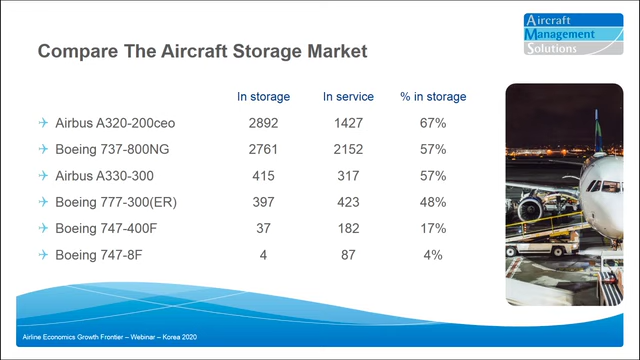 Aircraft
Management
Solutions
Compare The Aircraft Storage Market
In storage In service % in storage
Airbus A320-200ceo 2892 1427 67%
Boeing 737-800NG 2761 2152 57%
Airbus A330-300 415 317 57%
Boeing 777-300(ER) 397 423 48%
Boeing 747-400F 37 182 17%
Boeing 747-8F 4 87 4%
Airline Economics Growth Frontier – Webinar – Korea 2020